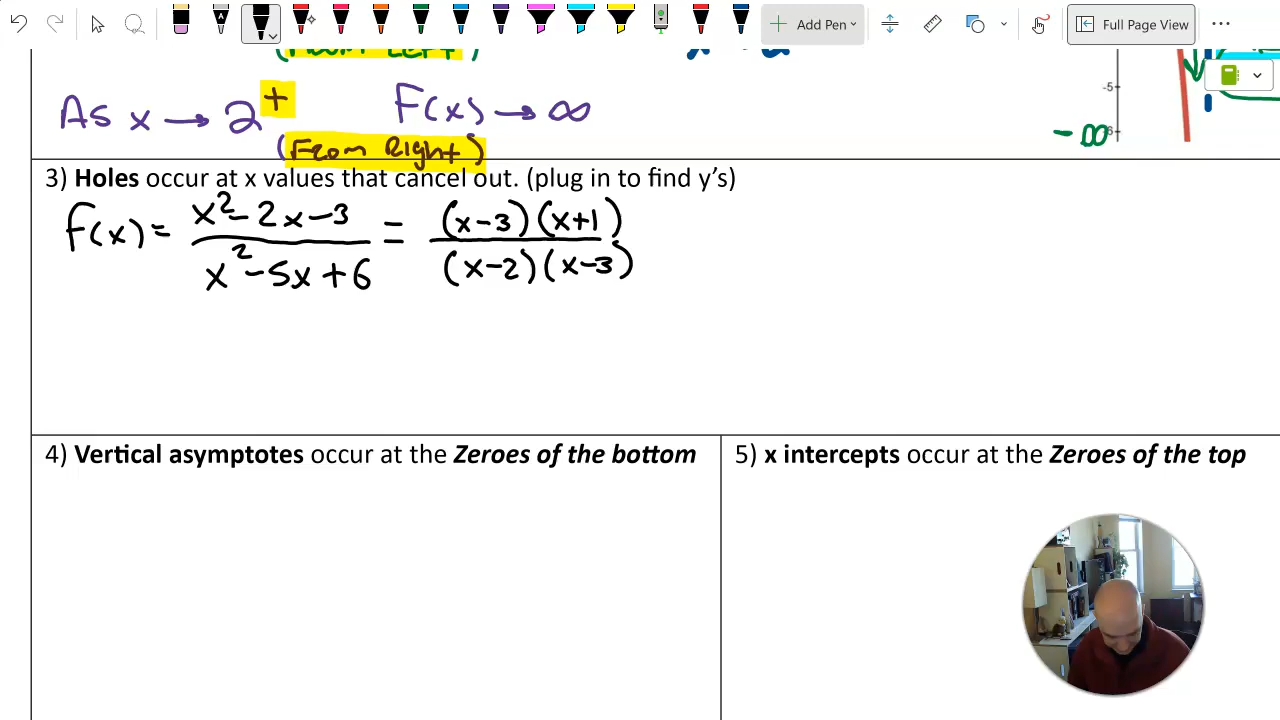 Add Pen
Full Page View
(From Left)
As x → 2⁺ F(x) → ∞
(From Right)
-5
-∞
3) Holes occur at x values that cancel out. (plug in to find y’s)
F(x) = x² - 2x - 3 / x² - 5x + 6 = (x-3)(x+1) / (x-2)(x-3)
4) Vertical asymptotes occur at the Zeroes of the bottom
5) x intercepts occur at the Zeroes of the top